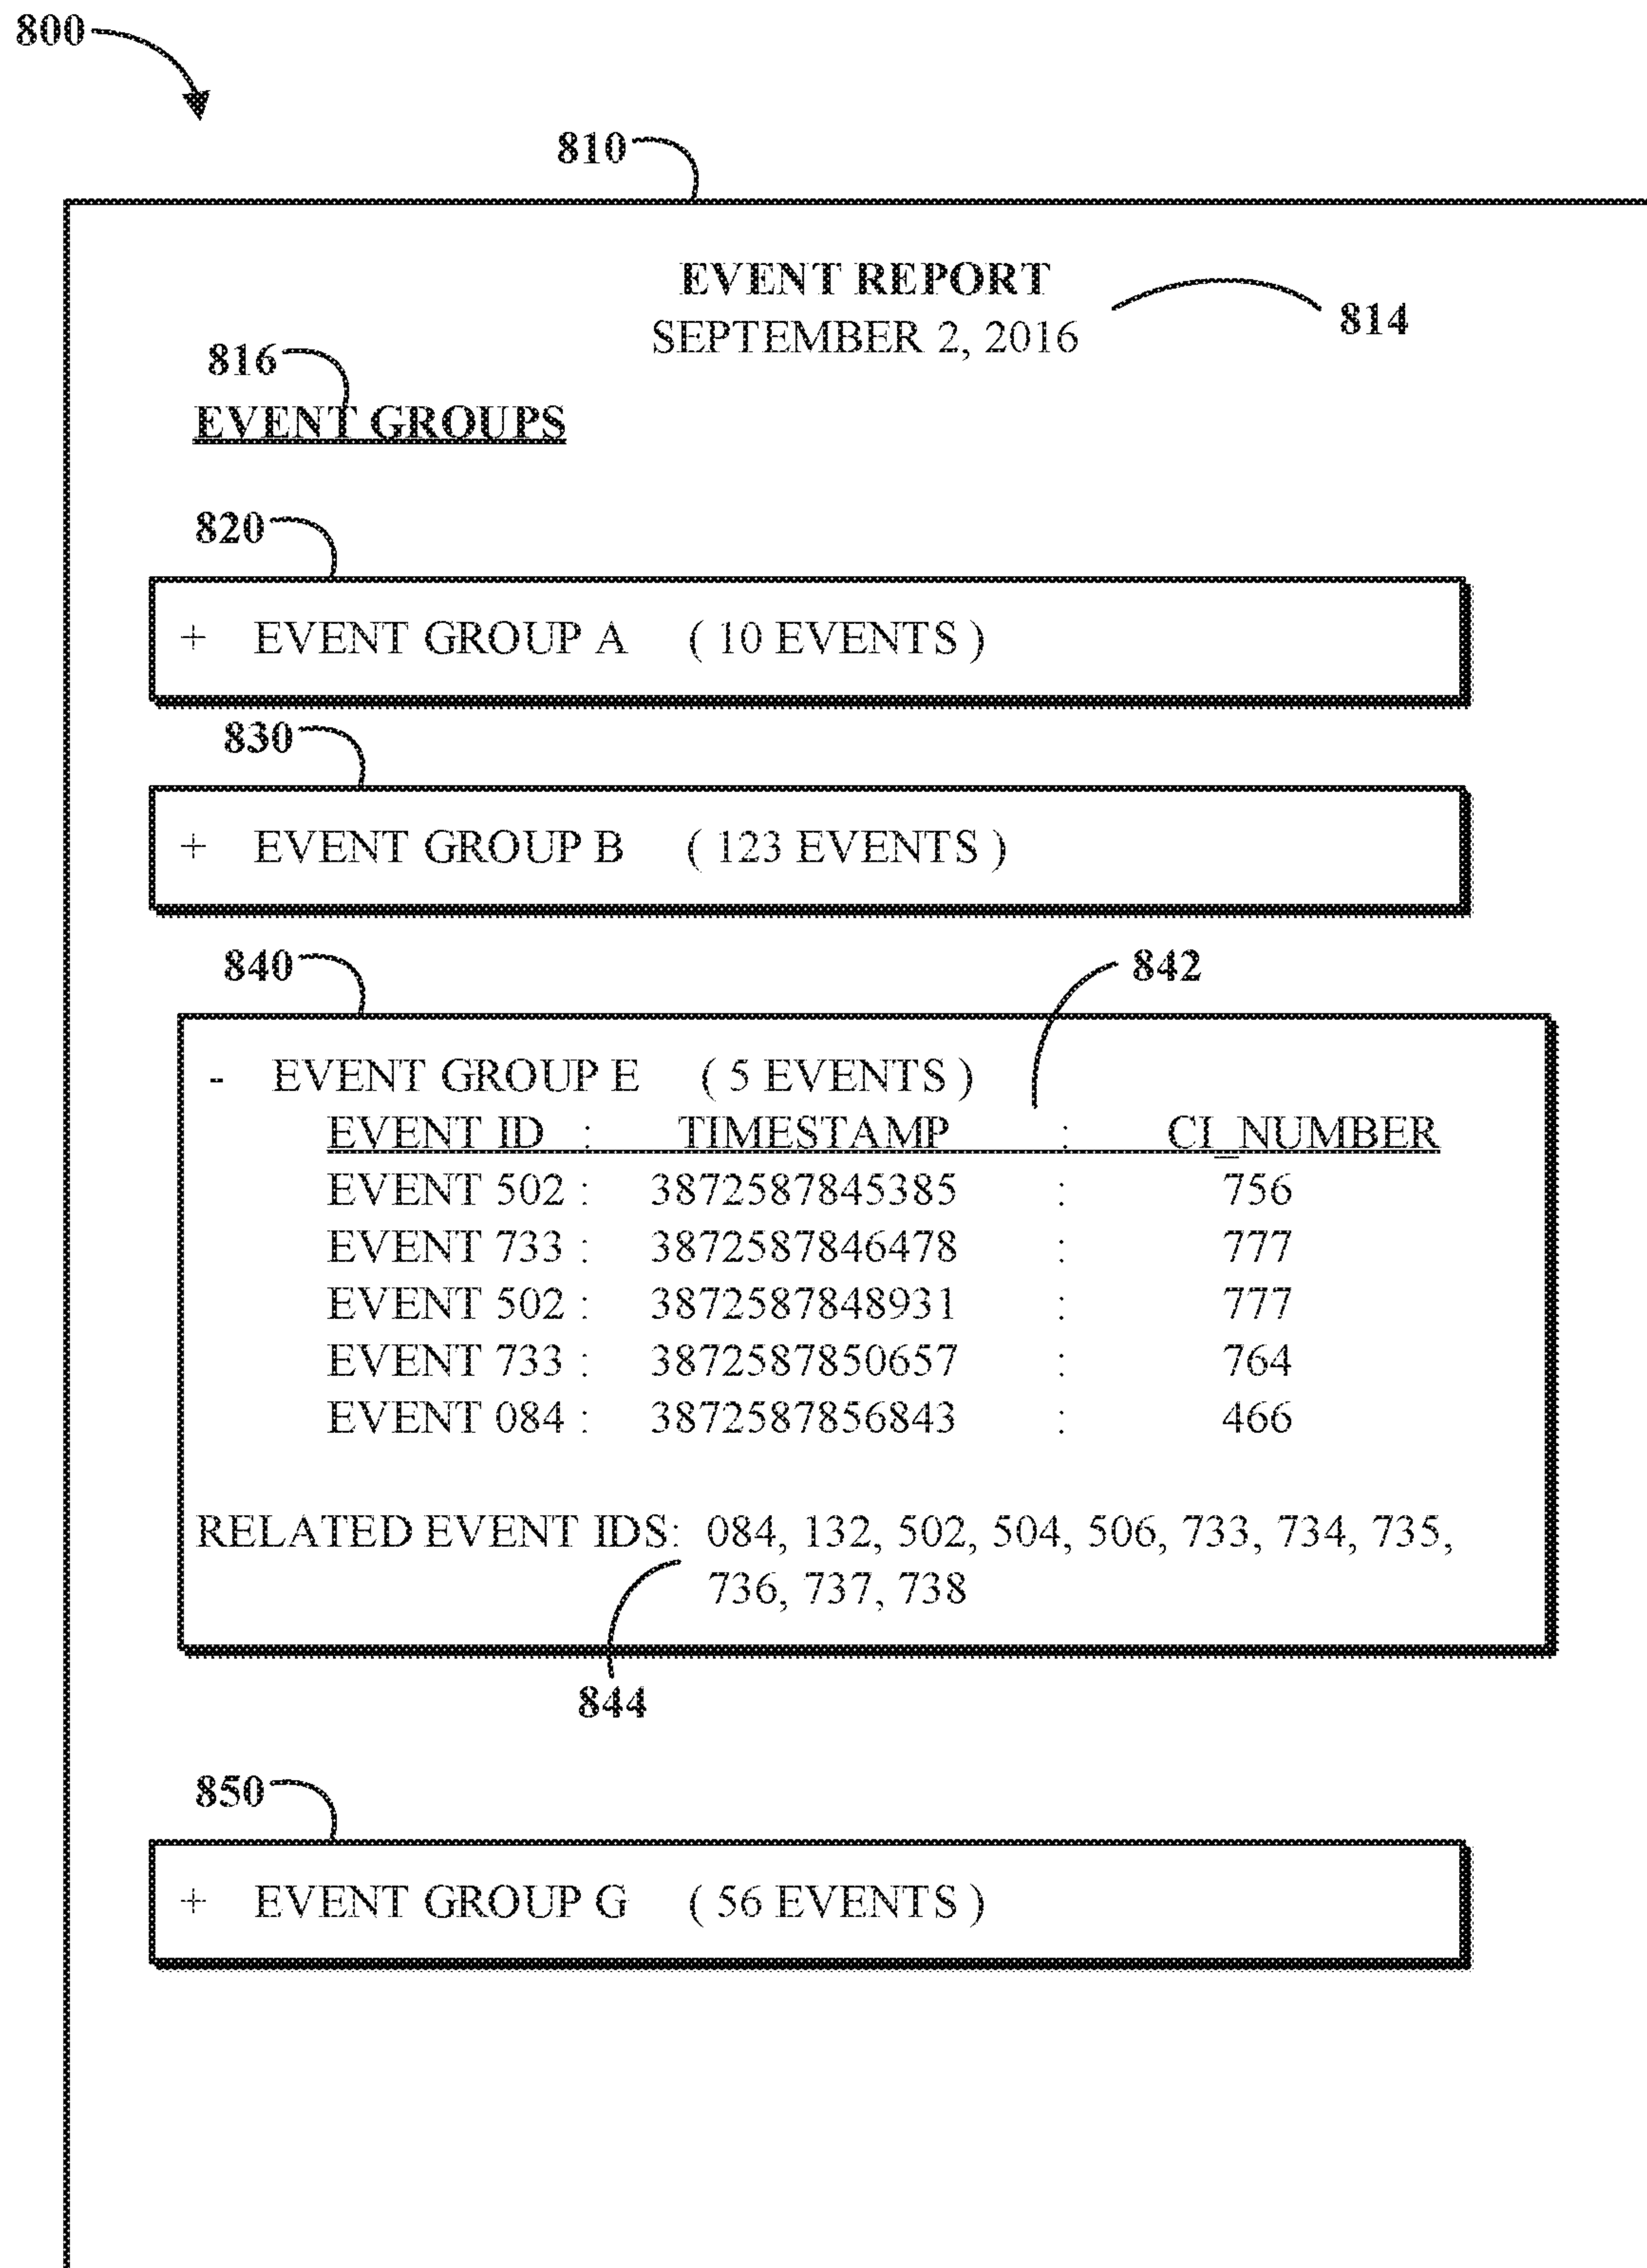 800
810
EVENT REPORT
SEPTEMBER 2, 2016
814
816
EVENT GROUPS
820
+ EVENT GROUP A ( 10 EVENTS )
830
+ EVENT GROUP B ( 123 EVENTS )
840
842
- EVENT GROUP E ( 5 EVENTS )
EVENT ID : TIMESTAMP : CI_NUMBER
EVENT 502 : 3872587845385 : 756
EVENT 733 : 3872587846478 : 777
EVENT 502 : 3872587848931 : 777
EVENT 733 : 3872587850657 : 764
EVENT 084 : 3872587856843 : 466
RELATED EVENT IDS: 084, 132, 502, 504, 506, 733, 734, 735,
736, 737, 738
844
850
+ EVENT GROUP G ( 56 EVENTS )